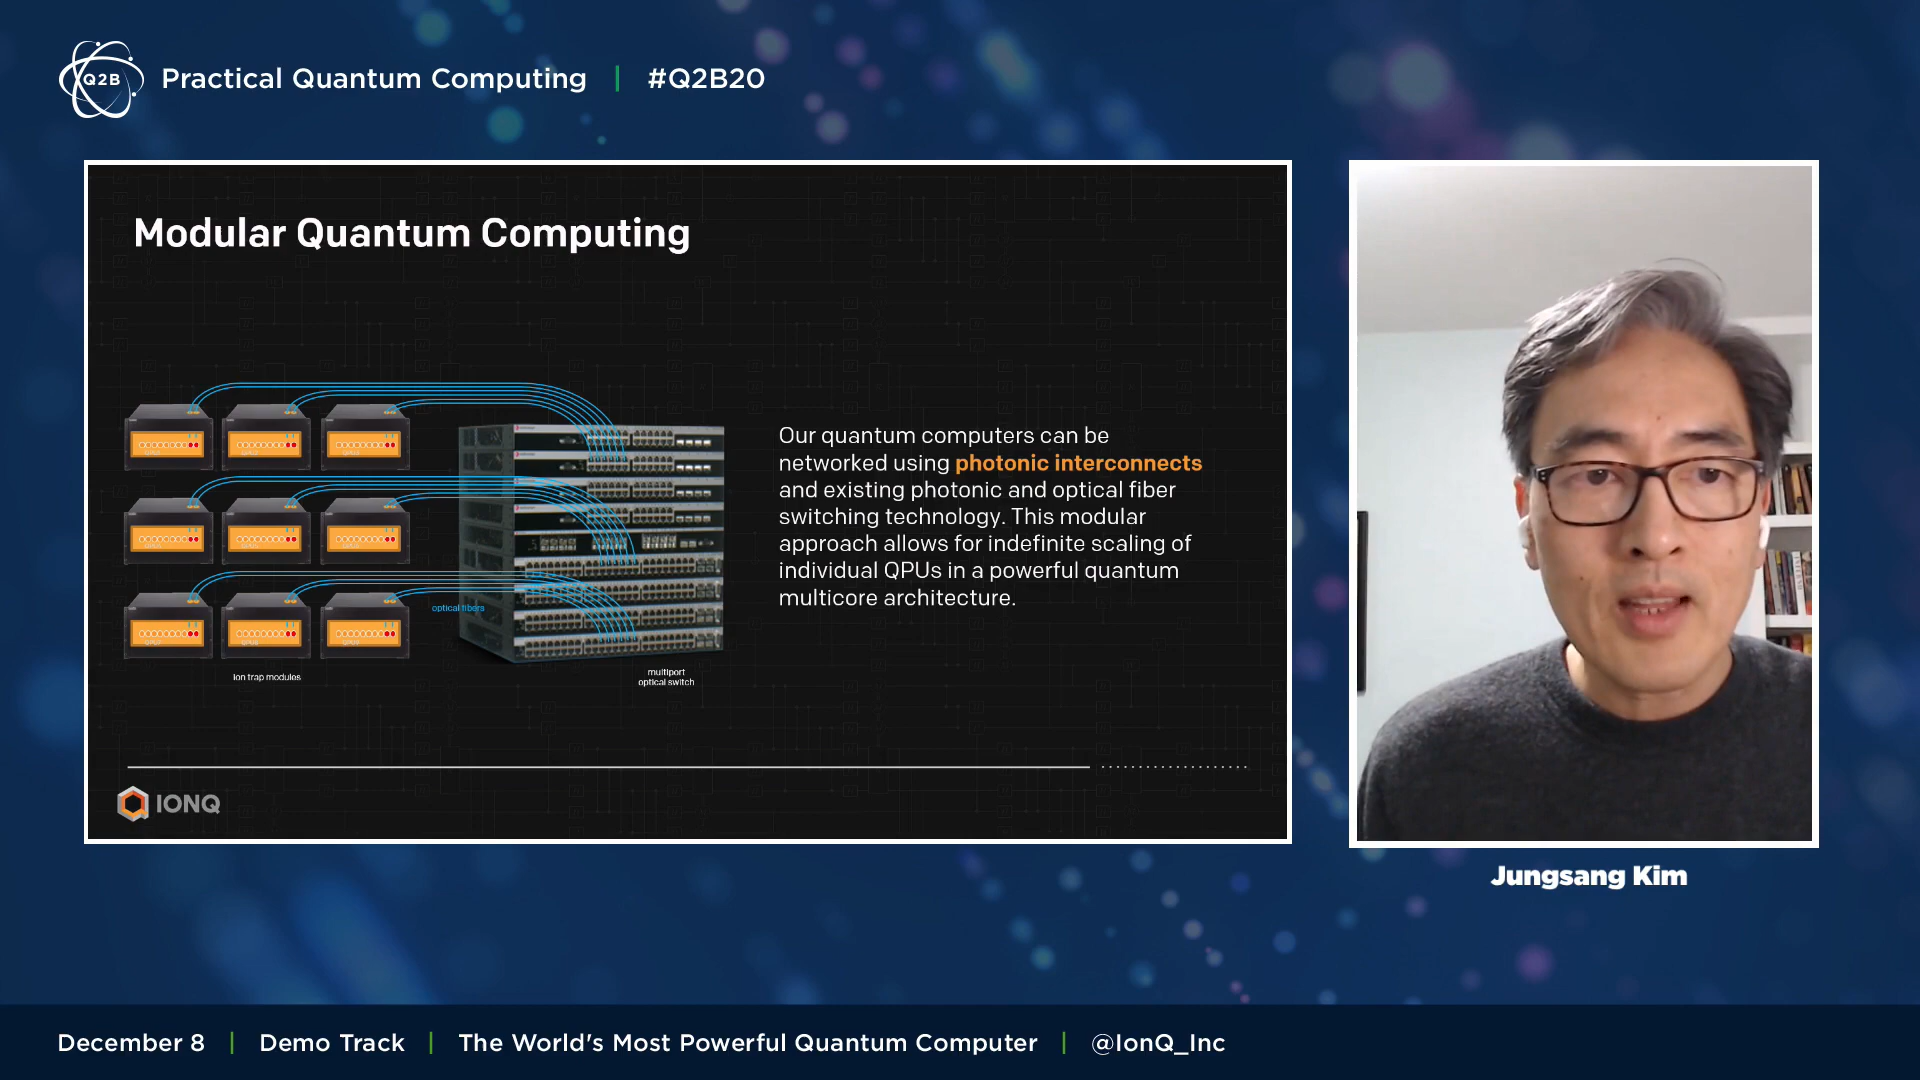 Q2B
Practical Quantum Computing | #Q2B20
Modular Quantum Computing
Our quantum computers can be
networked using photonic interconnects
and existing photonic and optical fiber
switching technology. This modular
approach allows for indefinite scaling of
individual QPUs in a powerful quantum
multicore architecture.
optical fibers
ion trap modules
multiport
optical switch
IONQ
Jungsang Kim
December 8 | Demo Track | The World's Most Powerful Quantum Computer | @IonQ_Inc